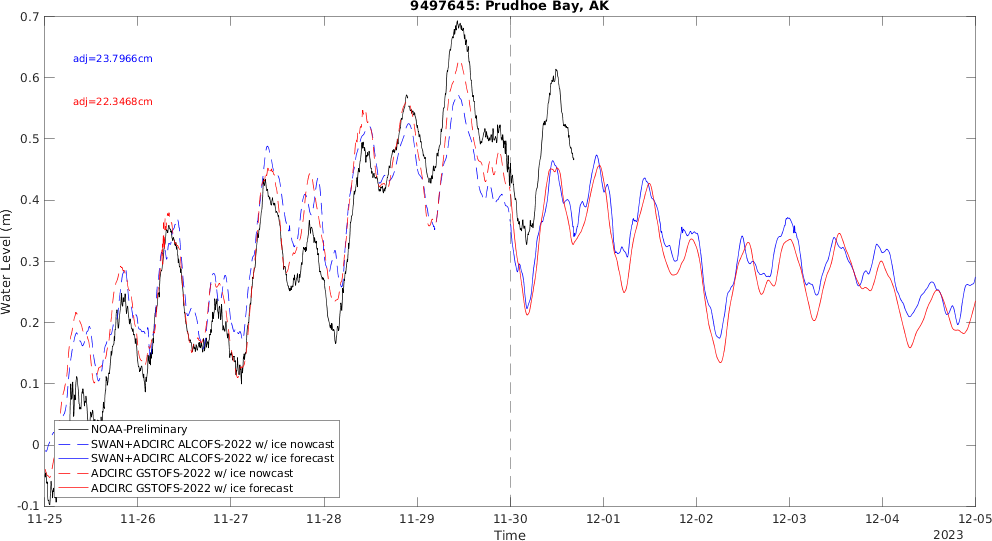 9497645: Prudhoe Bay, AK
0.7
0.6
0.5
0.4
0.3
0.2
0.1
0
-0.1
Water Level (m)
adj=23.7966cm
adj=22.3468cm
NOAA-Preliminary
SWAN+ADCIRC ALCOFS-2022 w/ ice nowcast
SWAN+ADCIRC ALCOFS-2022 w/ ice forecast
ADCIRC GSTOFS-2022 w/ ice nowcast
ADCIRC GSTOFS-2022 w/ ice forecast
11-25 11-26 11-27 11-28 11-29 11-30 12-01 12-02 12-03 12-04 12-05
Time
2023